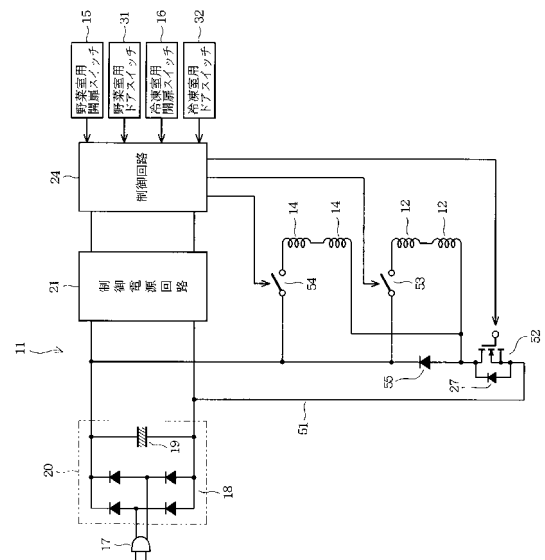 野菜室用
開扉スイッチ
15
野菜室用
ドアスイッチ
31
冷凍室用
開扉スイッチ
16
冷凍室用
ドアスイッチ
32
24
制御回路
21
制御電源回路
11
14
14
54
12
12
53
55
27
52
51
20
19
18
17